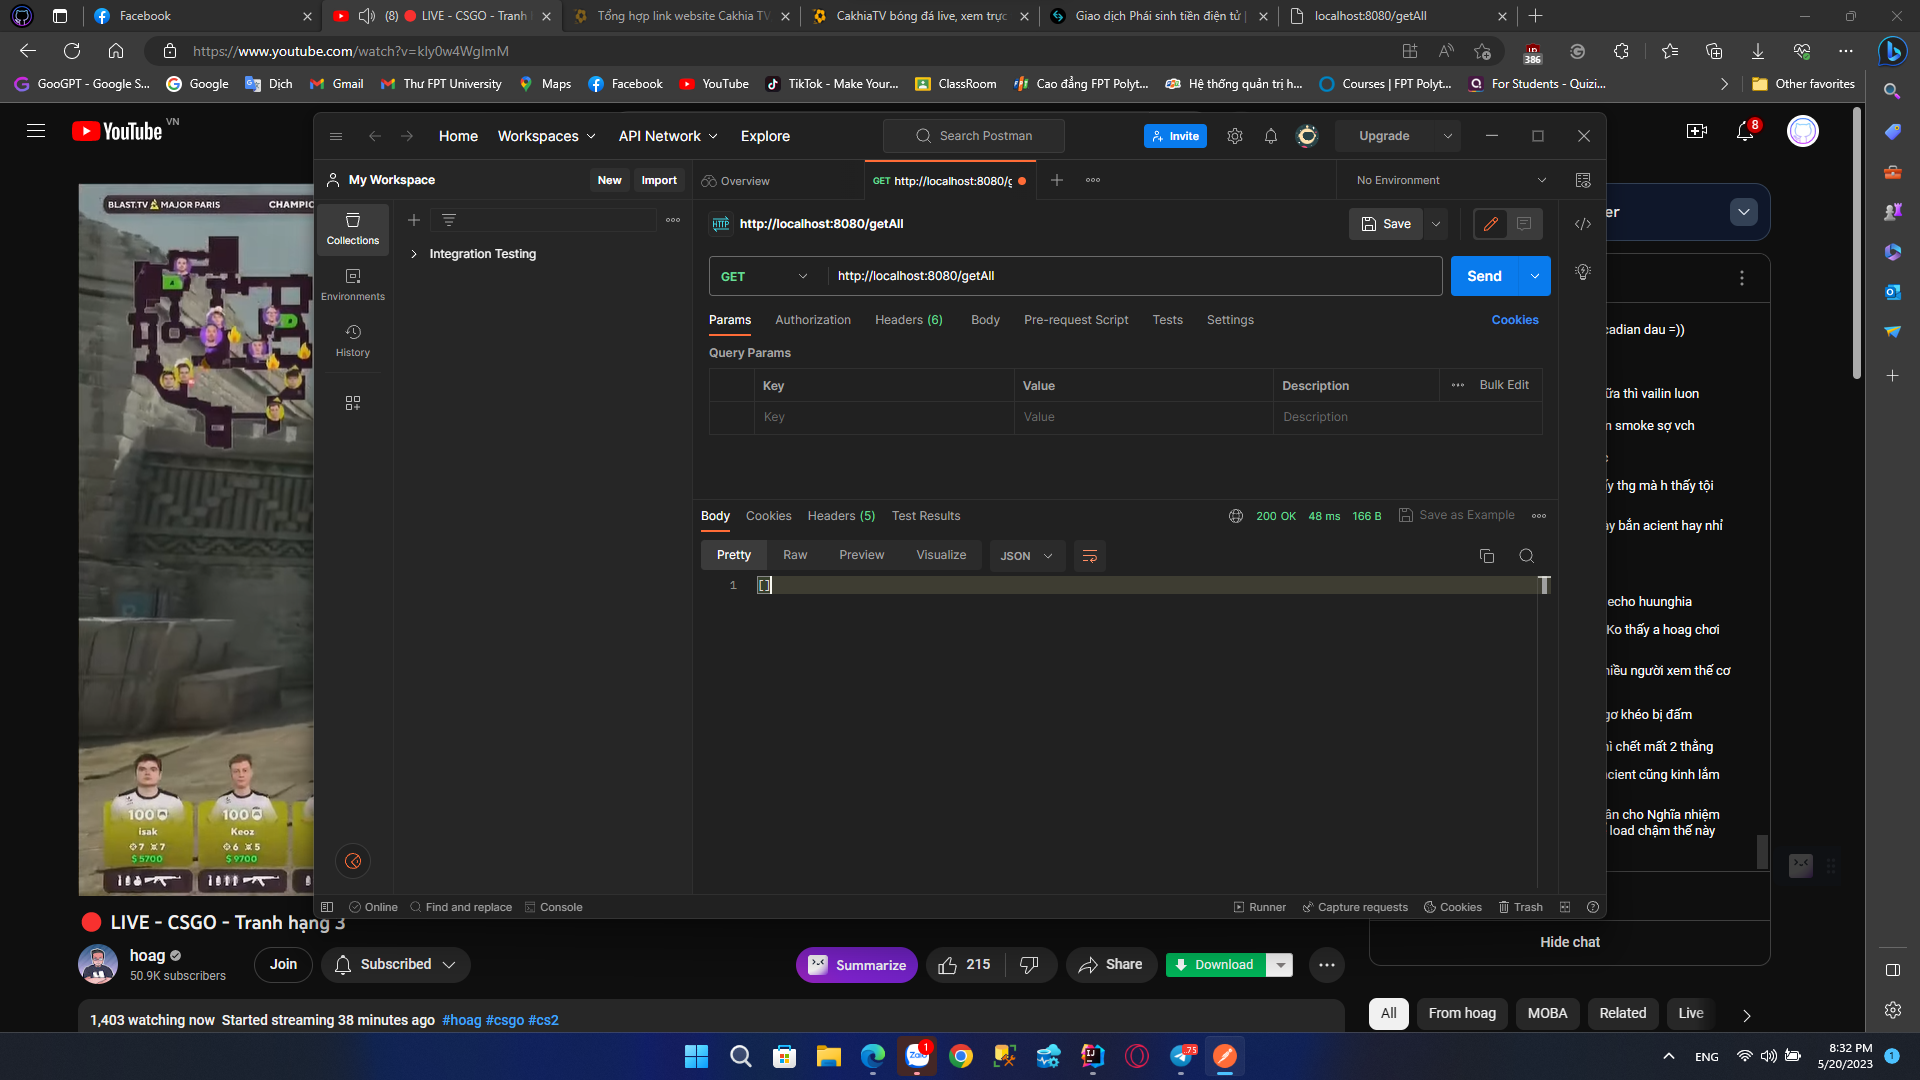 Facebook
(8) 🔴 LIVE - CSGO - Tranh h
Tổng hợp link website Cakhia TV
CakhiaTV bóng đá live, xem trực
Giao dịch Phái sinh tiền điện tử |
localhost:8080/getAll
https://www.youtube.com/watch?v=kly0w4WgImM
386
GooGPT - Google S...
Google
Dịch
Gmail
Thư FPT University
Maps
Facebook
YouTube
TikTok - Make Your...
ClassRoom
Cao đẳng FPT Polyt...
Hệ thống quản trị h...
Courses | FPT Polyt...
For Students - Quizi...
Other favorites
YouTube VN
8
Home
Workspaces
API Network
Explore
Search Postman
Invite
Upgrade
My Workspace
New
Import
Overview
GET http://localhost:8080/g
No Environment
Collections
Environments
History
Integration Testing
http://localhost:8080/getAll
Save
GET
http://localhost:8080/getAll
Send
Params
Authorization
Headers (6)
Body
Pre-request Script
Tests
Settings
Cookies
Query Params
Key
Value
Description
Bulk Edit
Key
Value
Description
Body
Cookies
Headers (5)
Test Results
200 OK
48 ms
166 B
Save as Example
Pretty
Raw
Preview
Visualize
JSON
1
[]
Online
Find and replace
Console
Runner
Capture requests
Cookies
Trash
BLAST.TV MAJOR PARIS
CHAMPIO
100
isak
7 7
$5700
100
Keoz
6 5
$9700
er
cadian dau =))
ữa thì vailin luon
n smoke sợ vch
ấy thg mà h thấy tội
ay bắn acient hay nhỉ
echo huunghia
Ko thấy a hoag chơi
hiều người xem thế cơ
gơ khéo bị đấm
ì chết mất 2 thằng
ncient cũng kinh lắm
ân cho Nghĩa nhiệm
load chậm thế này
Hide chat
🔴 LIVE - CSGO - Tranh hạng 3
hoag
50.9K subscribers
Join
Subscribed
Summarize
215
Share
Download
1,403 watching now Started streaming 38 minutes ago #hoag #csgo #cs2
All
From hoag
MOBA
Related
Live
Zalo
1
75
ENG
8:32 PM
5/20/2023
1